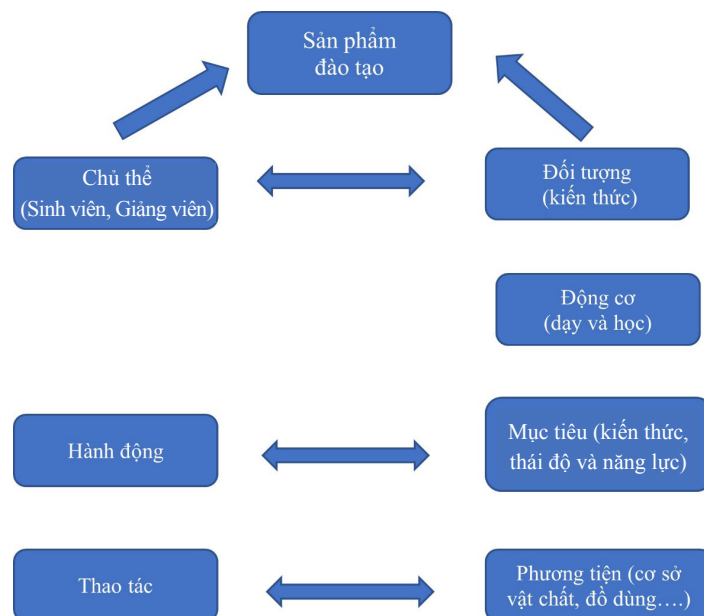 Sản phẩm
đào tạo
Chủ thể
(Sinh viên, Giảng viên)
Đối tượng
(kiến thức)
Động cơ
(dạy và học)
Hành động
Mục tiêu (kiến thức,
thái độ và năng lực)
Thao tác
Phương tiện (cơ sở
vật chất, đồ dùng….)